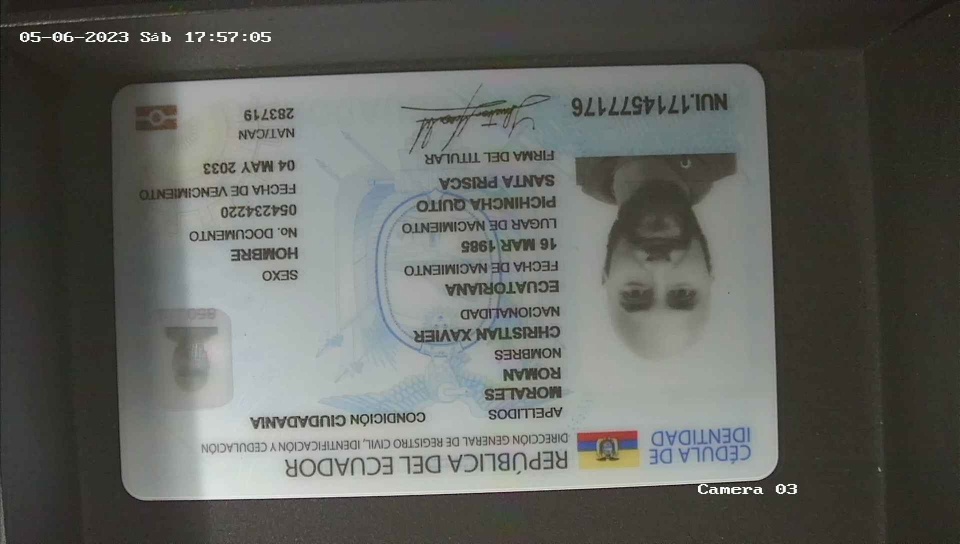 05-06-2023 Sáb 17:57:05
CÉDULA DE
IDENTIDAD
REPÚBLICA DEL ECUADOR
DIRECCIÓN GENERAL DE REGISTRO CIVIL, IDENTIFICACIÓN Y CEDULACIÓN
APELLIDOS
CONDICIÓN CIUDADANIA
MORALES
ROMAN
NOMBRES
CHRISTIAN XAVIER
NACIONALIDAD
ECUATORIANA
FECHA DE NACIMIENTO
16 MAR 1985
LUGAR DE NACIMIENTO
PICHINCHA QUITO
SANTA PRISCA
FIRMA DEL TITULAR
SEXO
HOMBRE
No. DOCUMENTO
054234220
FECHA DE VENCIMIENTO
04 MAY 2033
NAT/CAN
283719
NUI.1714577176
Camera 03